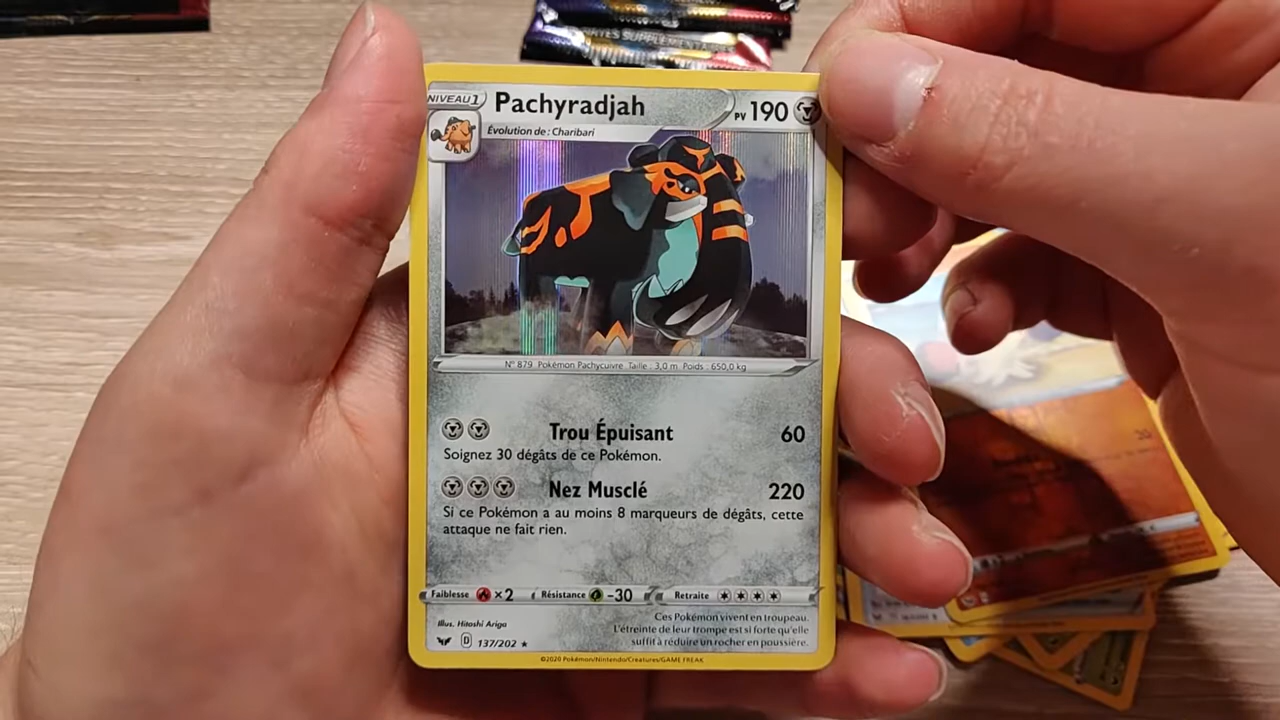 RTES SUPPLÉMENTA
NIVEAU 1 Pachyradjah PV 190
Évolution de : Charibari
N° 879 Pokémon Pachycuivre Taille : 3,0 m Poids : 650,0 kg
Trou Épuisant 60
Soignez 30 dégâts de ce Pokémon.
Nez Musclé 220
Si ce Pokémon a au moins 8 marqueurs de dégâts, cette
attaque ne fait rien.
Faiblesse ×2 Résistance -30 Retraite
Illus. Hitoshi Ariga
Ces Pokémon vivent en troupeau.
L'étreinte de leur trompe est si forte qu'elle
suffit à réduire un rocher en poussière.
D 137/202 ★
©2020 Pokémon/Nintendo/Creatures/GAME FREAK